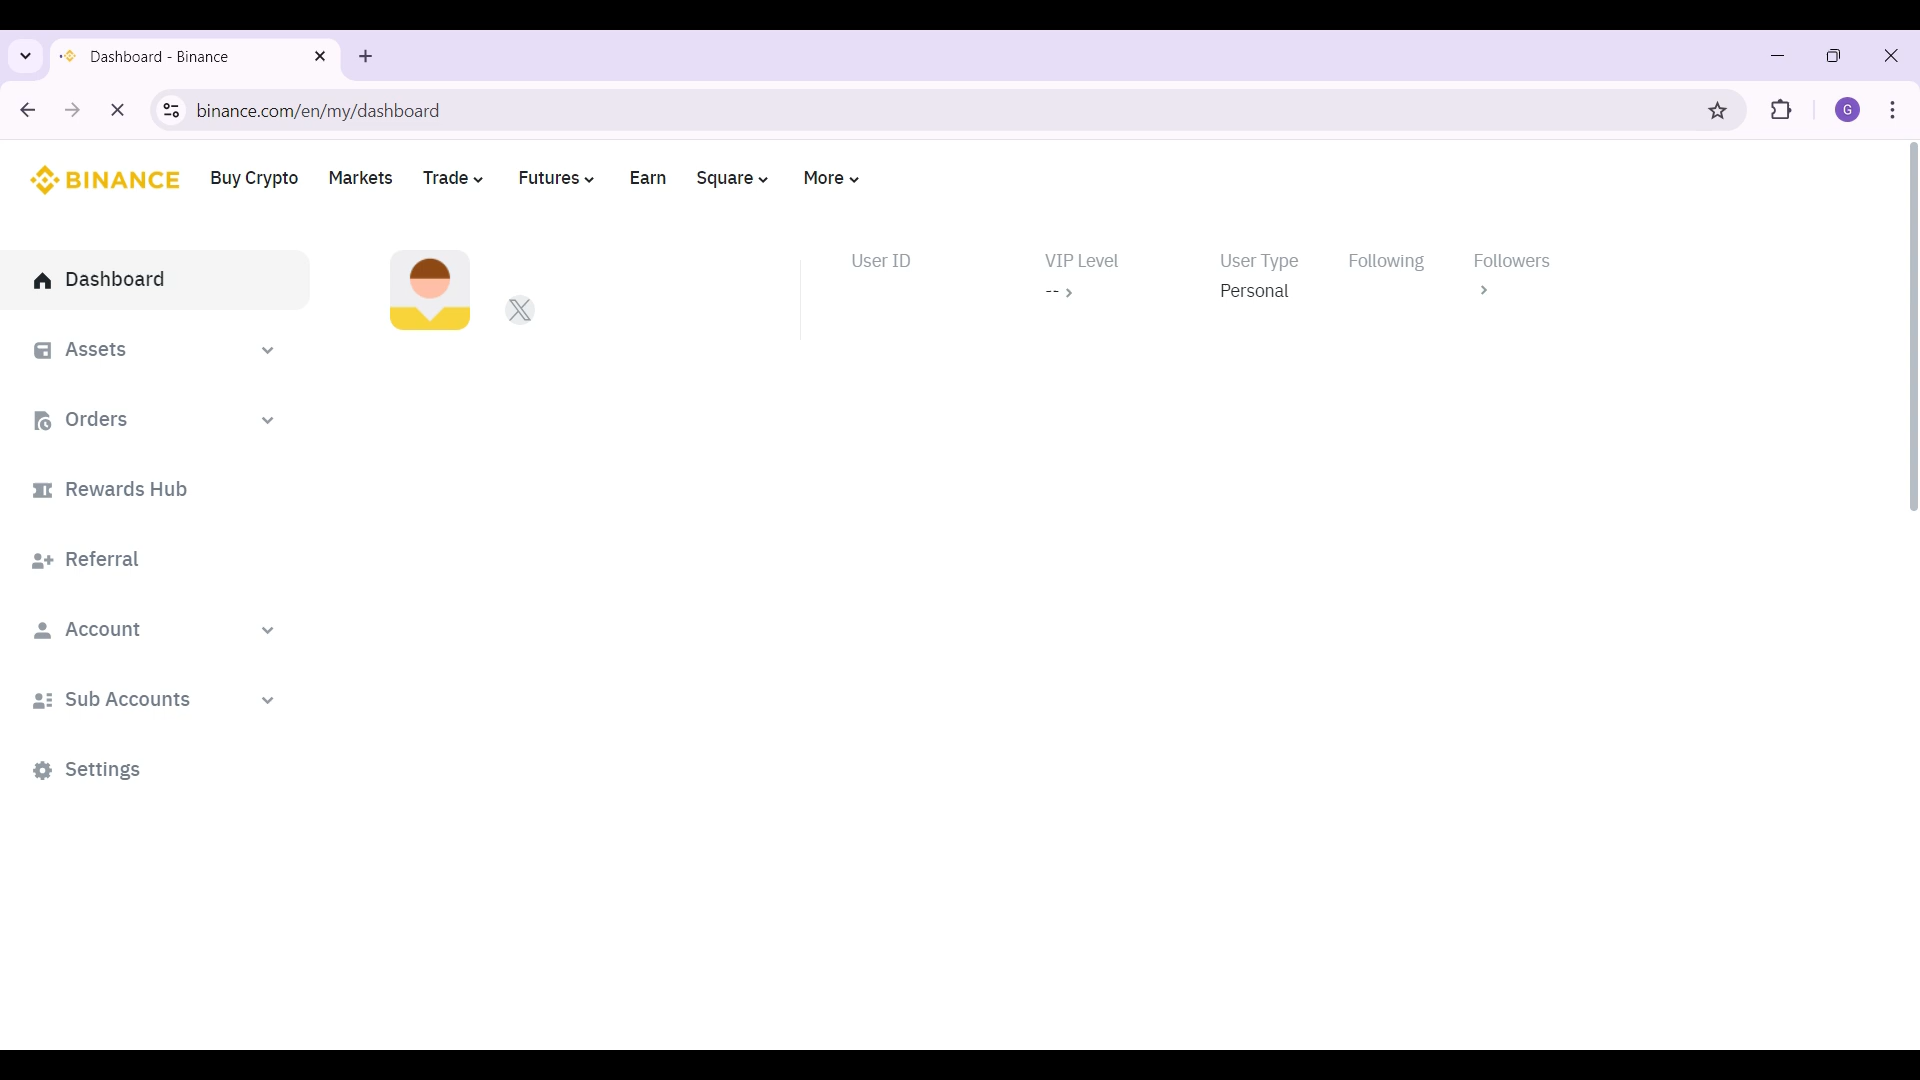 Dashboard - Binance
binance.com/en/my/dashboard
G
BINANCE
Buy Crypto Markets Trade Futures Earn Square More
Dashboard
Assets
Orders
Rewards Hub
Referral
Account
Sub Accounts
Settings
User ID VIP Level User Type Following Followers
-- Personal